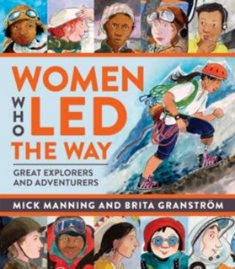 WOMEN
WHO LED
THE WAY
GREAT EXPLORERS
AND ADVENTURERS
MICK MANNING AND BRITA GRANSTRÖM